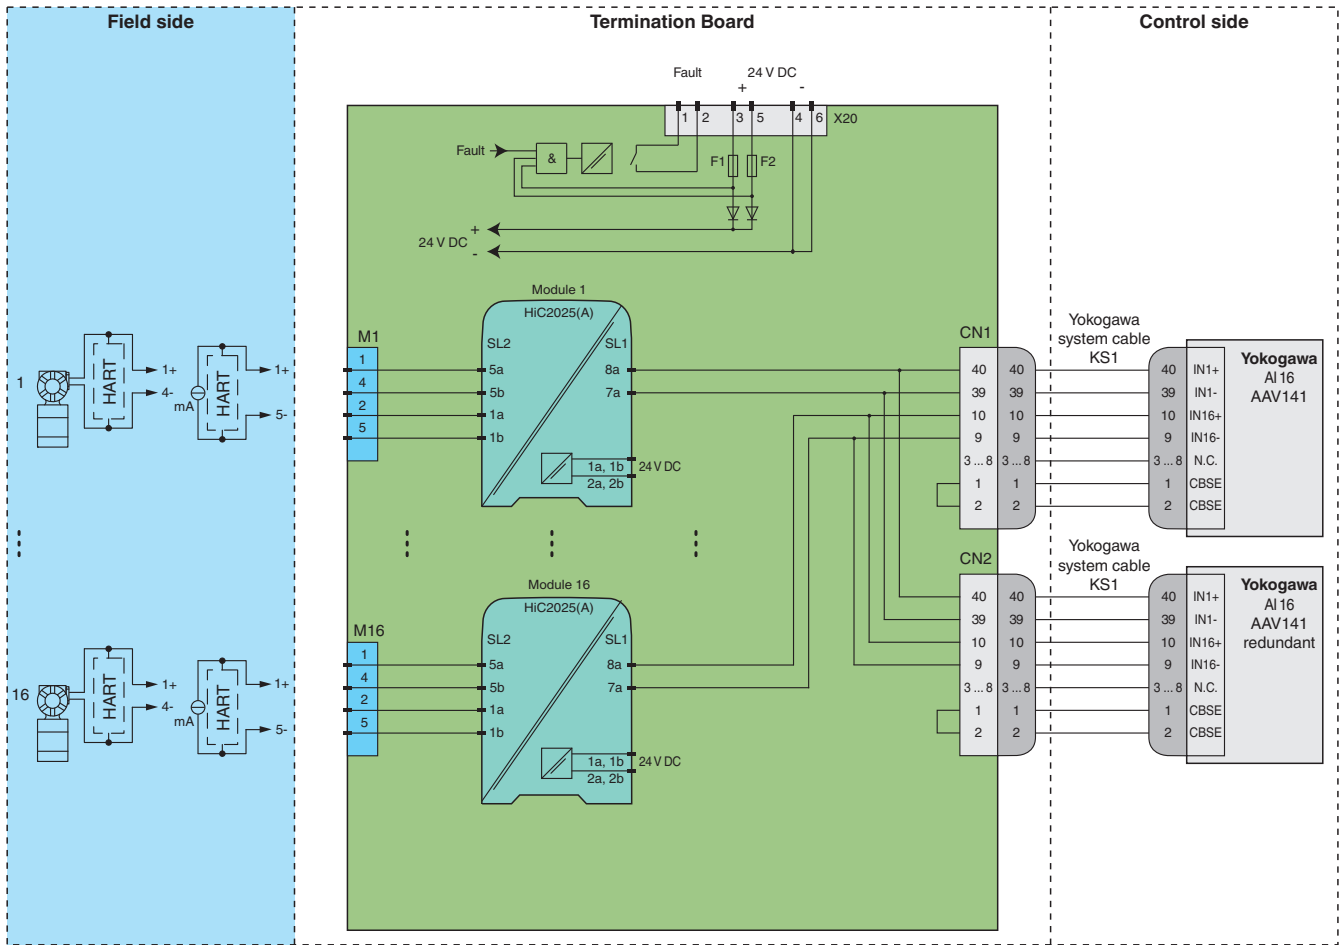 Field side
Termination Board
Control side
Fault
24 V DC
+
-
1
2
3
5
4
6
X20
Fault
&
F1
F2
+
24 V DC
-
Module 1
HiC2025(A)
SL2
SL1
5a
5b
1a
1b
8a
7a
1a, 1b
2a, 2b
24 V DC
M1
1
4
2
5
1
HART
1+
4-
mA
HART
1+
5-
CN1
40
39
10
9
3 ... 8
1
2
40
39
10
9
3 ... 8
1
2
Yokogawa
system cable
KS1
40
39
10
9
3 ... 8
1
2
IN1+
IN1-
IN16+
IN16-
N.C.
CBSE
CBSE
Yokogawa
AI 16
AAV141
Module 16
HiC2025(A)
SL2
SL1
5a
5b
1a
1b
8a
7a
1a, 1b
2a, 2b
24 V DC
M16
1
4
2
5
16
HART
1+
4-
mA
HART
1+
5-
CN2
40
39
10
9
3 ... 8
1
2
40
39
10
9
3 ... 8
1
2
Yokogawa
system cable
KS1
40
39
10
9
3 ... 8
1
2
IN1+
IN1-
IN16+
IN16-
N.C.
CBSE
CBSE
Yokogawa
AI 16
AAV141
redundant